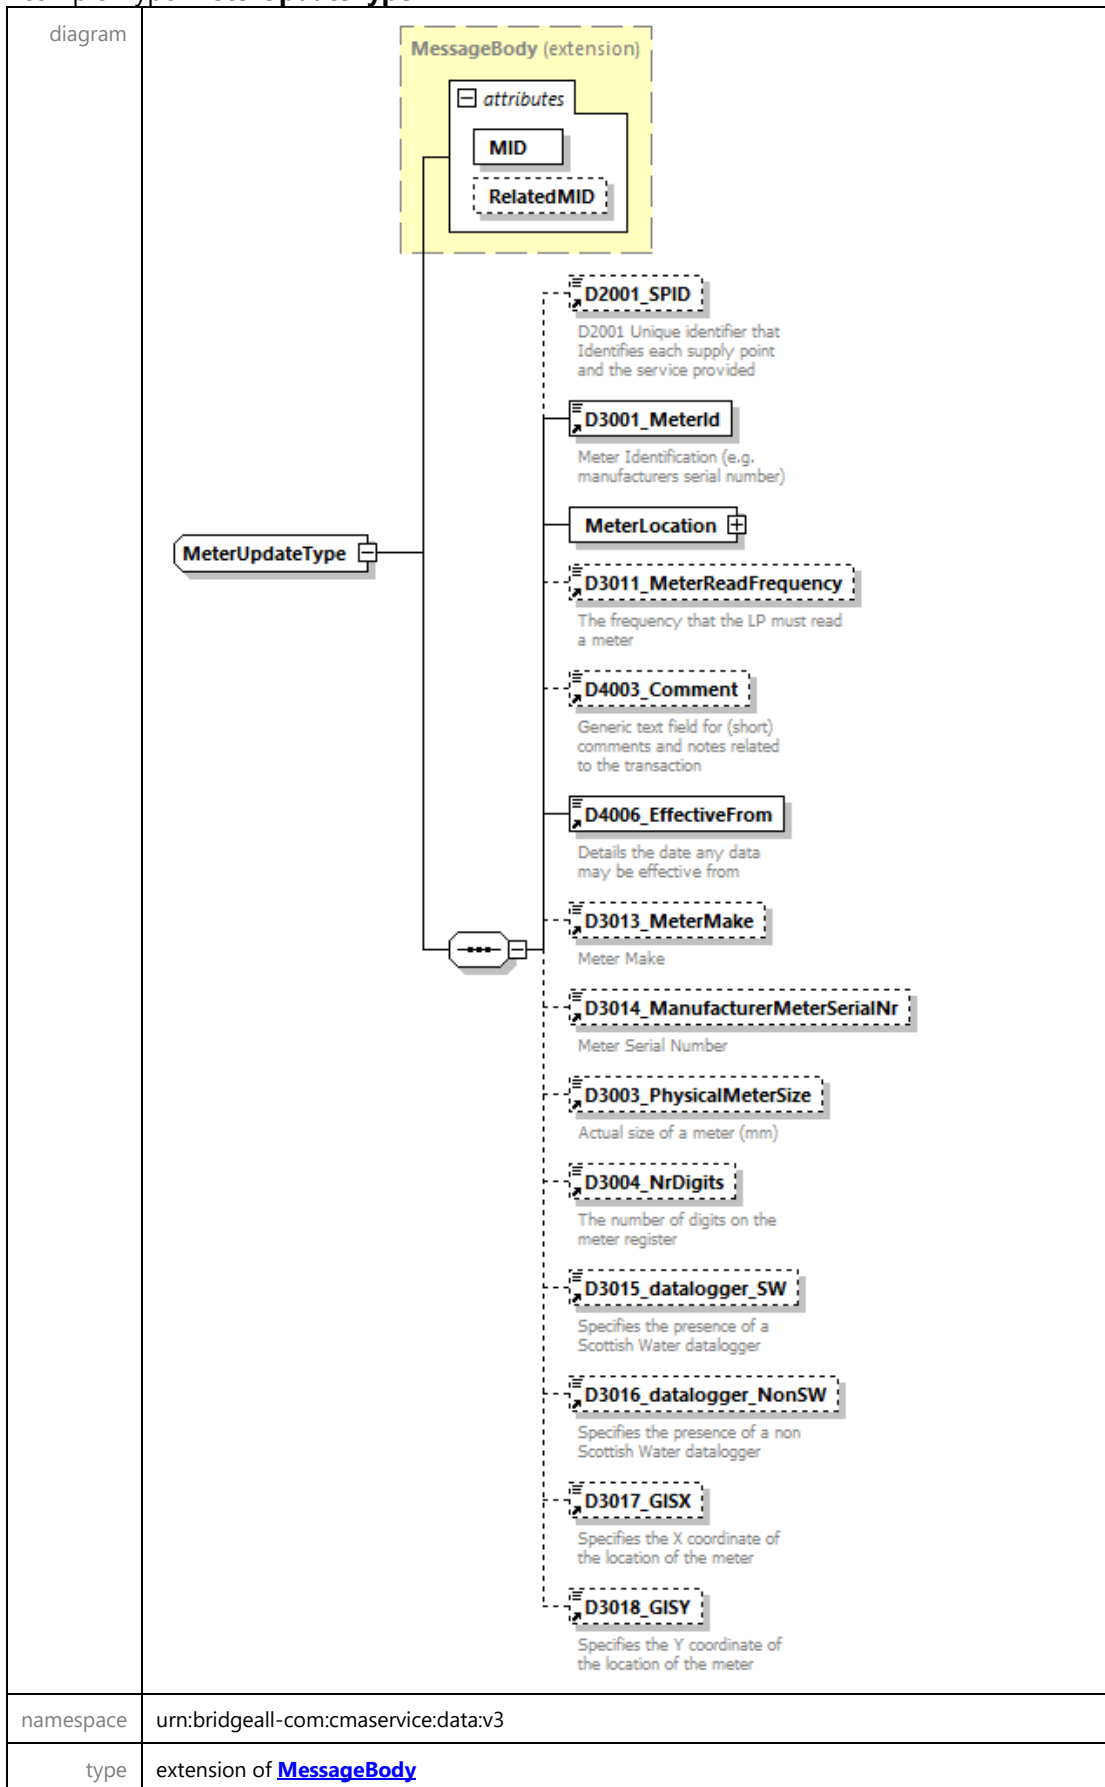 diagram
MessageBody (extension)
attributes
MID
RelatedMID
D2001_SPID
D2001 Unique identifier that
Identifies each supply point
and the service provided
D3001_MeterId
Meter Identification (e.g.
manufacturers serial number)
MeterLocation
MeterUpdateType
D3011_MeterReadFrequency
The frequency that the LP must read
a meter
D4003_Comment
Generic text field for (short)
comments and notes related
to the transaction
D4006_EffectiveFrom
Details the date any data
may be effective from
D3013_MeterMake
Meter Make
D3014_ManufacturerMeterSerialNr
Meter Serial Number
D3003_PhysicalMeterSize
Actual size of a meter (mm)
D3004_NrDigits
The number of digits on the
meter register
D3015_datalogger_SW
Specifies the presence of a
Scottish Water datalogger
D3016_datalogger_NonSW
Specifies the presence of a non
Scottish Water datalogger
D3017_GISX
Specifies the X coordinate of
the location of the meter
D3018_GISY
Specifies the Y coordinate of
the location of the meter
namespace urn:bridgeall-com:cmaservice:data:v3
type extension of MessageBody